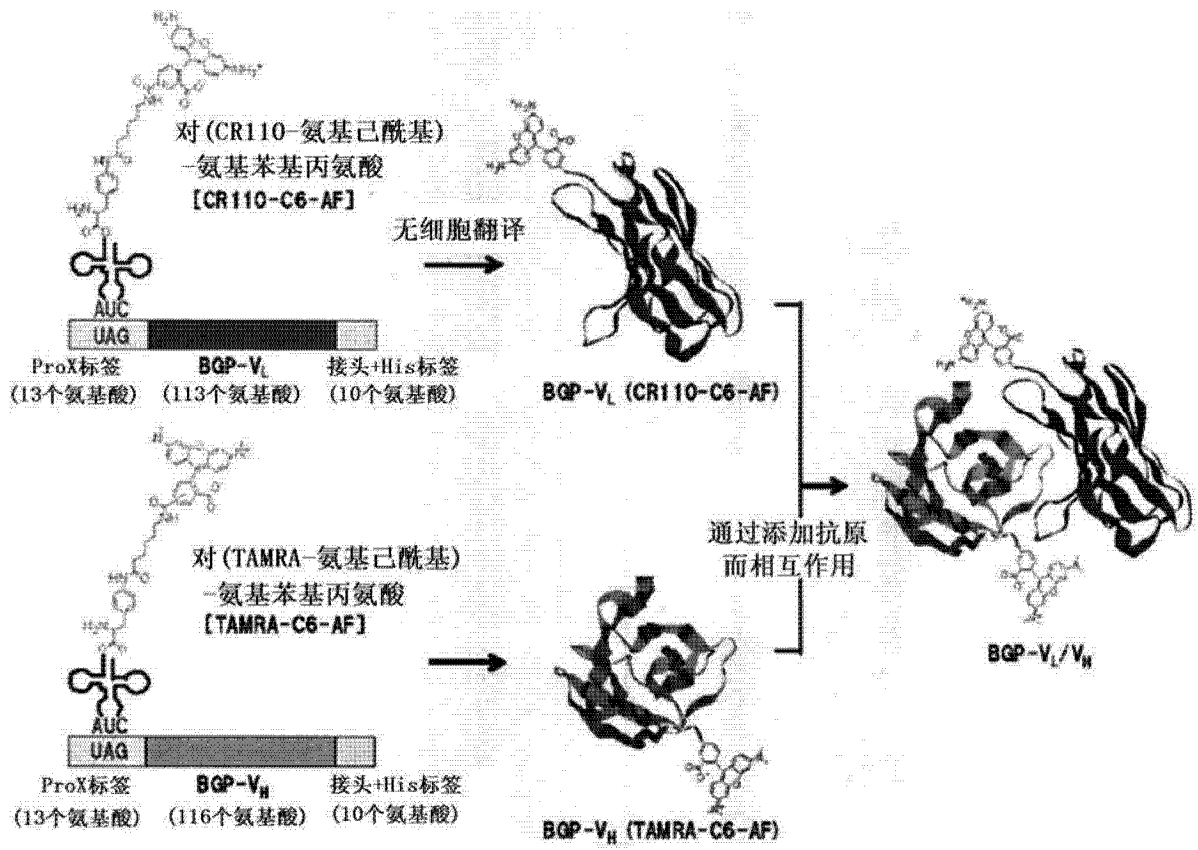 对(CR110-氨基己酰基)
-氨基苯基丙氨酸
[CR110-C6-AF]
无细胞翻译
AUC
UAG
ProX标签
(13个氨基酸)
BGP-VL
(113个氨基酸)
接头+His标签
(10个氨基酸)
BGP-VL (CR110-C6-AF)
对(TAMRA-氨基己酰基)
-氨基苯基丙氨酸
[TAMRA-C6-AF]
AUC
UAG
ProX标签
(13个氨基酸)
BGP-VH
(116个氨基酸)
接头+His标签
(10个氨基酸)
BGP-VH (TAMRA-C6-AF)
通过添加抗原
而相互作用
BGP-VL/VH